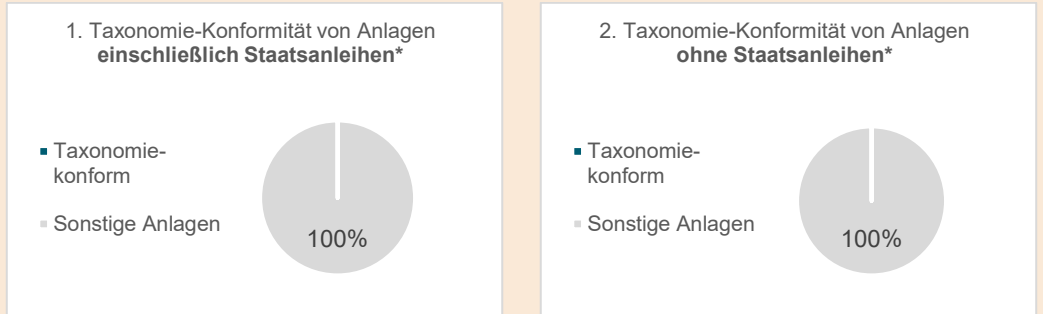 1. Taxonomie-Konformität von Anlagen
einschließlich Staatsanleihen*
Taxonomie-
konform
Sonstige Anlagen
100%
2. Taxonomie-Konformität von Anlagen
ohne Staatsanleihen*
Taxonomie-
konform
Sonstige Anlagen
100%